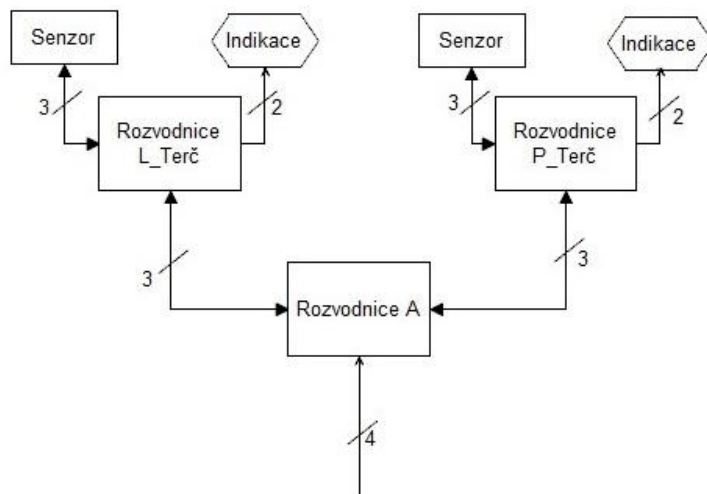 Senzor
Indikace
Senzor
Indikace
3
2
3
2
Rozvodnice
L_Terč
Rozvodnice
P_Terč
3
3
Rozvodnice A
4